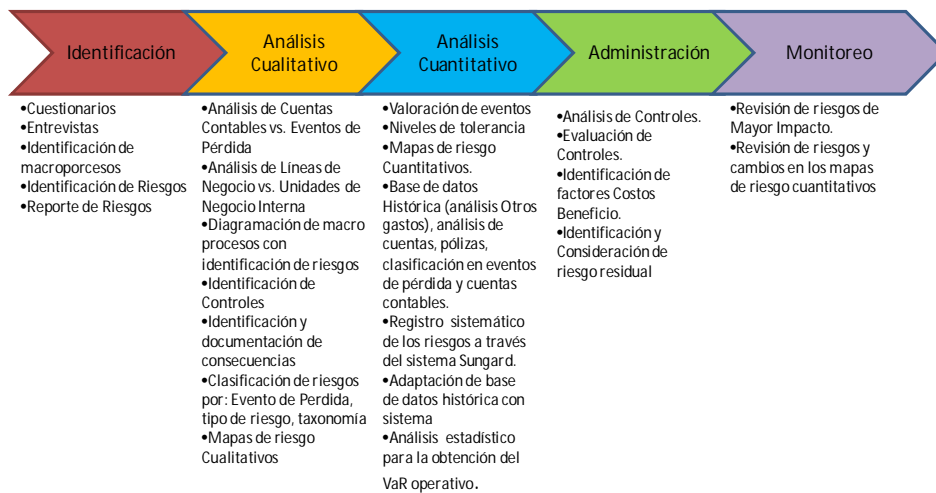 Identificación
Análisis
Cualitativo
Análisis
Cuantitativo
Administración
Monitoreo
•Cuestionarios
•Entrevistas
•Identificación de
macroporcesos
•Identificación de Riesgos
•Reporte de Riesgos
•Análisis de Cuentas
Contables vs. Eventos de
Pérdida
•Análisis de Líneas de
Negocio vs. Unidades de
Negocio Interna
•Diagramación de macro
procesos con
identificación de riesgos
•Identificación de
Controles
•Identificación y
documentación de
consecuencias
•Clasificación de riesgos
por: Evento de Perdida,
tipo de riesgo, taxonomía
•Mapas de riesgo
Cualitativos
•Valoración de eventos
•Niveles de tolerancia
•Mapas de riesgo
Cuantitativos.
•Base de datos
Histórica (análisis Otros
gastos), análisis de
cuentas, pólizas,
clasificación en eventos
de pérdida y cuentas
contables.
•Registro sistemático
de los riesgos a través
del sistema Sungard.
•Adaptación de base
de datos histórica con
sistema
•Análisis estadístico
para la obtención del
VaR operativo.
•Análisis de Controles.
•Evaluación de
Controles.
•Identificación de
factores Costos
Beneficio.
•Identificación y
Consideración de
riesgo residual
•Revisión de riesgos de
Mayor Impacto.
•Revisión de riesgos y
cambios en los mapas
de riesgo cuantitativos